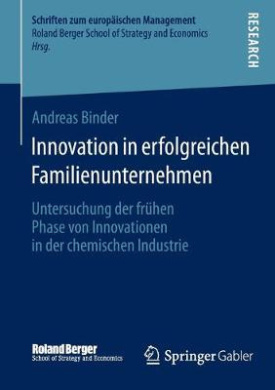 Schriften zum europäischen Management
Roland Berger School of Strategy and Economics
Hrsg.
RESEARCH
Andreas Binder
Innovation in erfolgreichen
Familienunternehmen
Untersuchung der frühen
Phase von Innovationen
in der chemischen Industrie
Roland Berger
School of Strategy and Economics
Springer Gabler